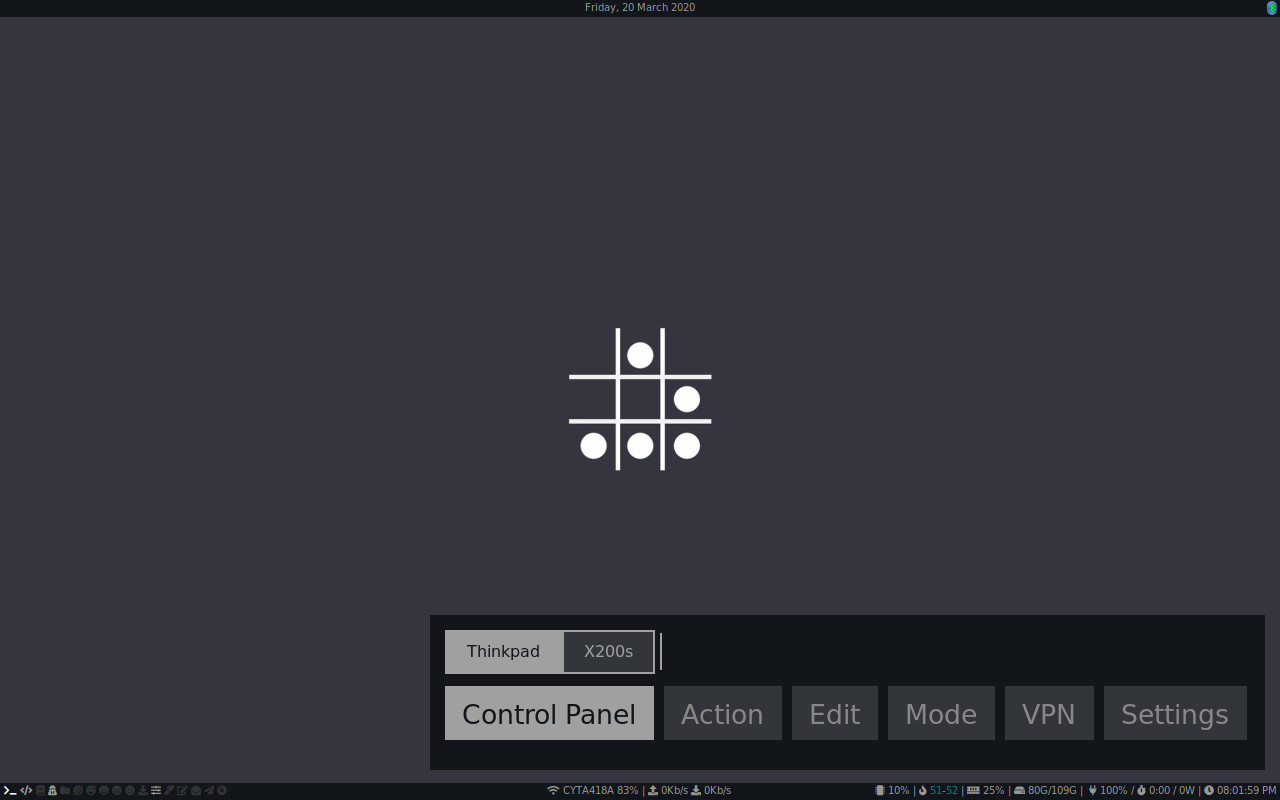 Friday, 20 March 2020
Thinkpad X200s
Control Panel Action Edit Mode VPN Settings
CYTA418A 83% | 0Kb/s 0Kb/s 10% | 51-52 | 25% | 80G/109G | 100% / 0:00 / 0W | 08:01:59 PM